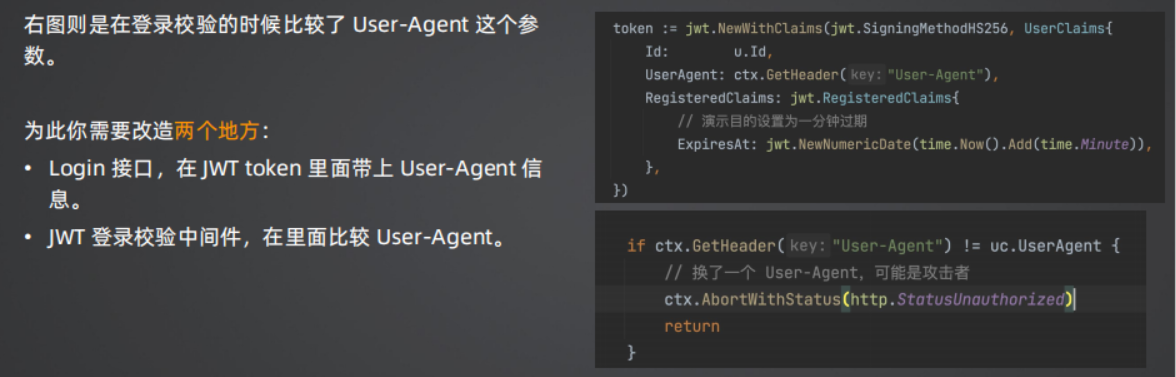 右图则是在登录校验的时候比较了 User-Agent 这个参
数。
为此你需要改造两个地方：
• Login 接口，在 JWT token 里面带上 User-Agent 信
息。
• JWT 登录校验中间件，在里面比较 User-Agent。
token := jwt.NewWithClaims(jwt.SigningMethodHS256, UserClaims{
Id: u.Id,
UserAgent: ctx.GetHeader( key: "User-Agent"),
RegisteredClaims: jwt.RegisteredClaims{
// 演示目的设置为一分钟过期
ExpiresAt: jwt.NewNumericDate(time.Now().Add(time.Minute)),
},
})
if ctx.GetHeader( key: "User-Agent") != uc.UserAgent {
// 换了一个 User-Agent，可能是攻击者
ctx.AbortWithStatus(http.StatusUnauthorized)
return
}